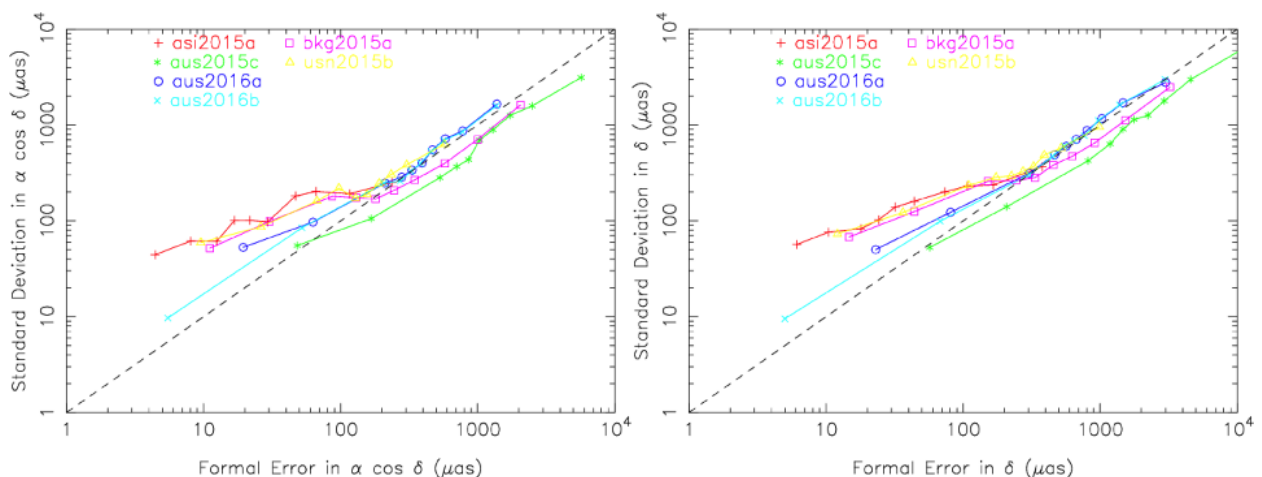 10⁴
1000
100
10
1
Standard Deviation in α cos δ (μas)
asi2015a
aus2015c
aus2016a
aus2016b
bkg2015a
usn2015b
1 10 100 1000 10⁴
Formal Error in α cos δ (μas)
10⁴
1000
100
10
1
Standard Deviation in δ (μas)
asi2015a
aus2015c
aus2016a
aus2016b
bkg2015a
usn2015b
1 10 100 1000 10⁴
Formal Error in δ (μas)